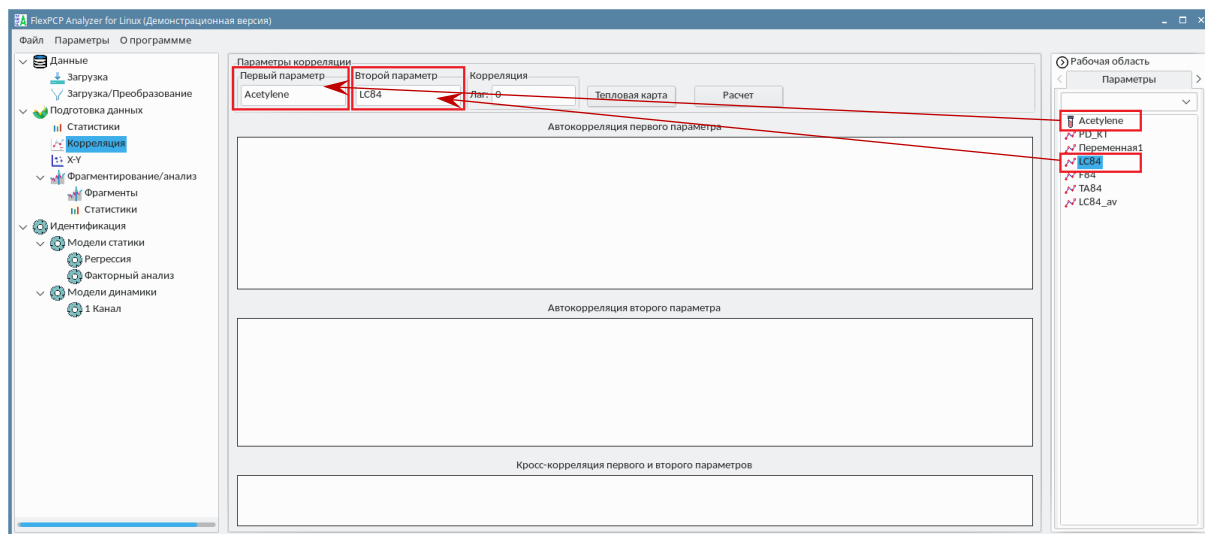 FlexPCP Analyzer for Linux (Демонстрационная версия)
Файл Параметры О программме
Данные
Загрузка
Загрузка/Преобразование
Подготовка данных
Статистики
Корреляция
X-Y
Фрагментирование/анализ
Фрагменты
Статистики
Идентификация
Модели статики
Регрессия
Факторный анализ
Модели динамики
1 Канал
Параметры корреляции
Первый параметр Второй параметр Корреляция
Acetylene LC84 Лаг: 0 Тепловая карта Расчет
Автокорреляция первого параметра
Автокорреляция второго параметра
Кросс-корреляция первого и второго параметров
Рабочая область
Параметры
Acetylene
PD_KT
Переменная1
LC84
F84
TA84
LC84_av